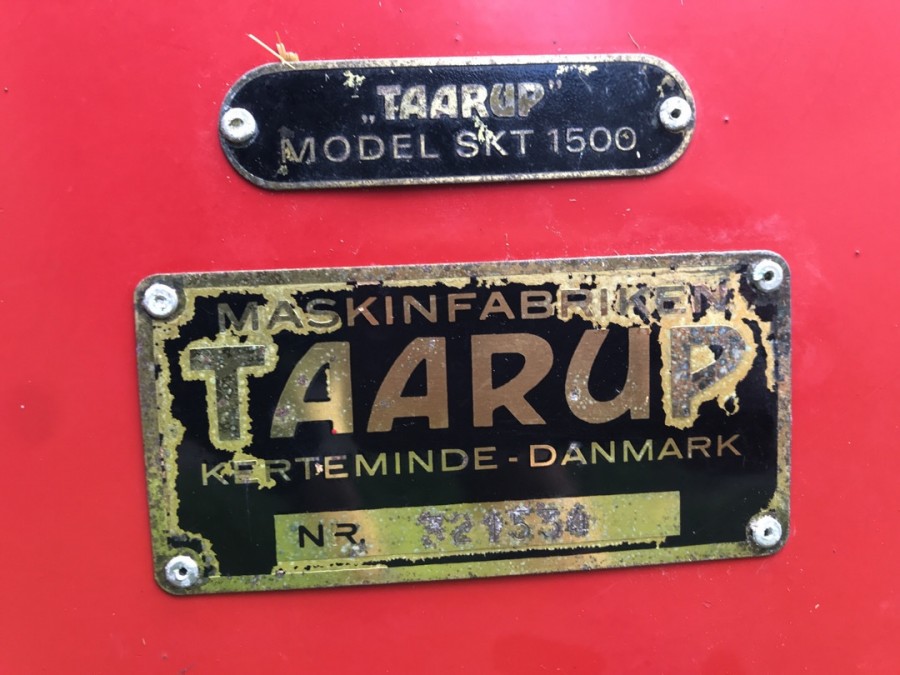 „TAARUP"
MODEL SKT 1500
MASKINFABRIKEN
TAARUP
KERTEMINDE - DANMARK
NR.